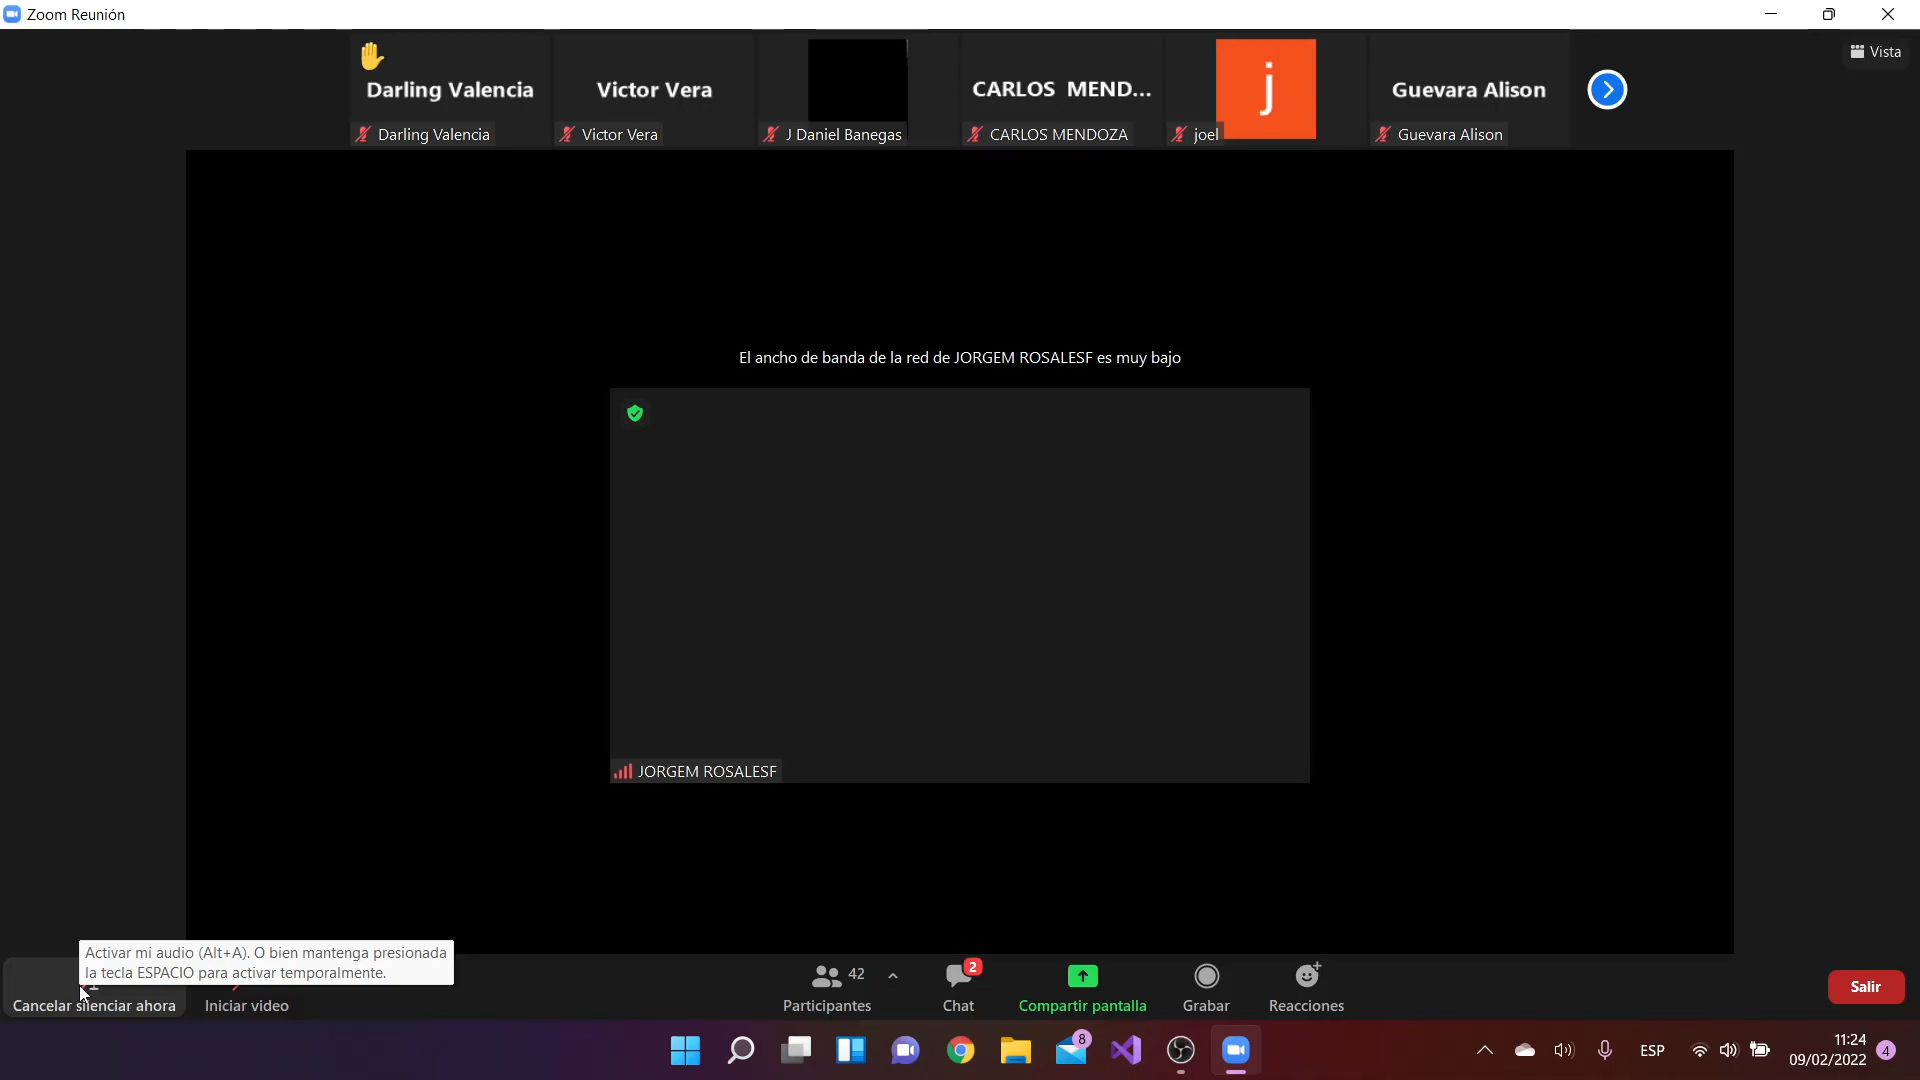 Zoom Reunión
Vista
Darling Valencia
Victor Vera
CARLOS MEND...
j
Guevara Alison
Darling Valencia
Victor Vera
J Daniel Banegas
CARLOS MENDOZA
joel
Guevara Alison
El ancho de banda de la red de JORGEM ROSALESF es muy bajo
JORGEM ROSALESF
Activar mi audio (Alt+A). O bien mantenga presionada
la tecla ESPACIO para activar temporalmente.
Cancelar silenciar ahora
Iniciar video
42
Participantes
2
Chat
Compartir pantalla
Grabar
Reacciones
Salir
8
ESP
11:24
09/02/2022
4